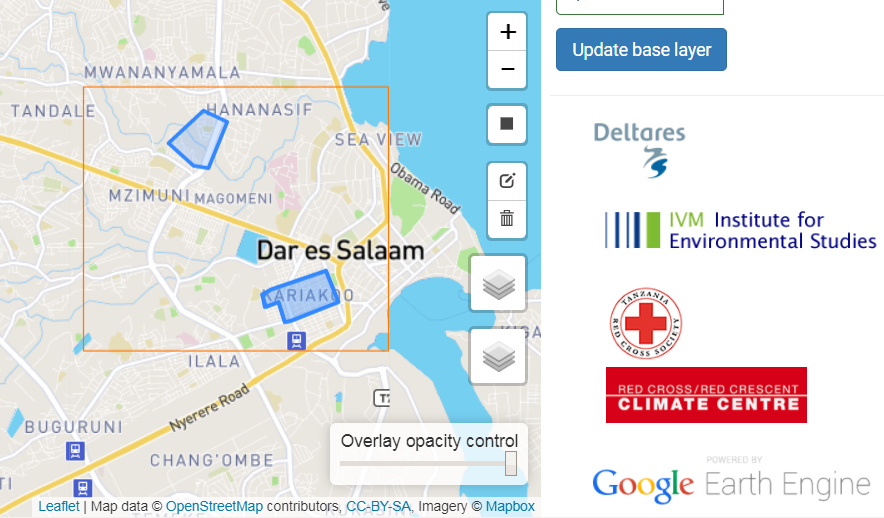 MWANANYAMALA
TANDALE
HANANASIF
SEA VIEW
Obama Road
MZIMUNI
MAGOMENI
Dar es Salaam
KARIAKOO
ILALA
Nyerere Road
BUGURUNI
CHANG'OMBE
+
−
Overlay opacity control
Leaflet | Map data © OpenStreetMap contributors, CC-BY-SA, Imagery © Mapbox
Update base layer
Deltares
IVM Institute for
Environmental Studies
TANZANIA
RED CROSS SOCIETY
RED CROSS/RED CRESCENT
CLIMATE CENTRE
POWERED BY
Google Earth Engine